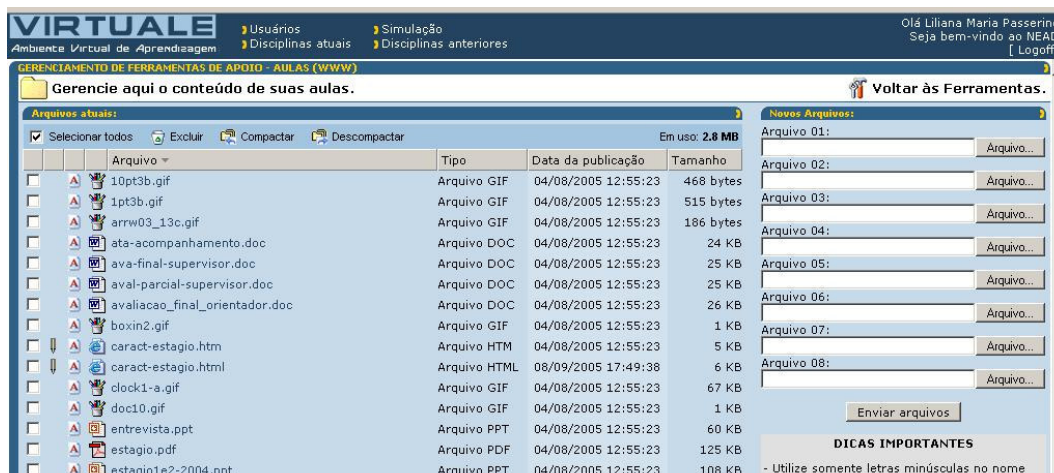 VIRTUALE
Ambiente Virtual de Aprendizagem
Usuários
Disciplinas atuais
Simulação
Disciplinas anteriores
Olá Liliana Maria Passerin
Seja bem-vindo ao NEAD
[ Logoff
GERENCIAMENTO DE FERRAMENTAS DE APOIO - AULAS (WWW)
Gerencie aqui o conteúdo de suas aulas.
Voltar às Ferramentas.
Arquivos atuais:
Selecionar todos Excluir Compactar Descompactar Em uso: 2.8 MB
Arquivo Tipo Data da publicação Tamanho
A 10pt3b.gif Arquivo GIF 04/08/2005 12:55:23 468 bytes
A 1pt3b.gif Arquivo GIF 04/08/2005 12:55:23 515 bytes
A arrw03_13c.gif Arquivo GIF 04/08/2005 12:55:23 186 bytes
A ata-acompanhamento.doc Arquivo DOC 04/08/2005 12:55:23 24 KB
A ava-final-supervisor.doc Arquivo DOC 04/08/2005 12:55:23 25 KB
A aval-parcial-supervisor.doc Arquivo DOC 04/08/2005 12:55:23 25 KB
A avaliacao_final_orientador.doc Arquivo DOC 04/08/2005 12:55:23 26 KB
A boxin2.gif Arquivo GIF 04/08/2005 12:55:23 1 KB
A caract-estagio.htm Arquivo HTM 04/08/2005 12:55:23 5 KB
A caract-estagio.html Arquivo HTML 08/09/2005 17:49:38 6 KB
A clock1-a.gif Arquivo GIF 04/08/2005 12:55:23 67 KB
A doc10.gif Arquivo GIF 04/08/2005 12:55:23 1 KB
A entrevista.ppt Arquivo PPT 04/08/2005 12:55:23 60 KB
A estagio.pdf Arquivo PDF 04/08/2005 12:55:23 125 KB
A estagio1e2-2004.ppt Arquivo PPT 04/08/2005 12:55:23 108 KB
Novos Arquivos:
Arquivo 01:
Arquivo...
Arquivo 02:
Arquivo...
Arquivo 03:
Arquivo...
Arquivo 04:
Arquivo...
Arquivo 05:
Arquivo...
Arquivo 06:
Arquivo...
Arquivo 07:
Arquivo...
Arquivo 08:
Arquivo...
Enviar arquivos
DICAS IMPORTANTES
- Utilize somente letras minúsculas no nome